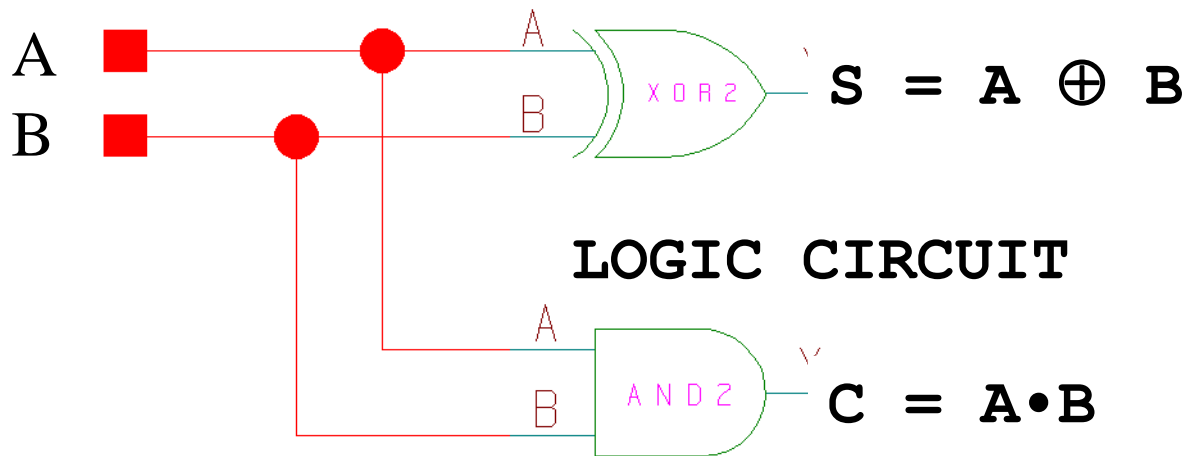 A
A
XOR2
S = A ⊕ B
B
B
LOGIC CIRCUIT
A
AND2
C = A•B
B